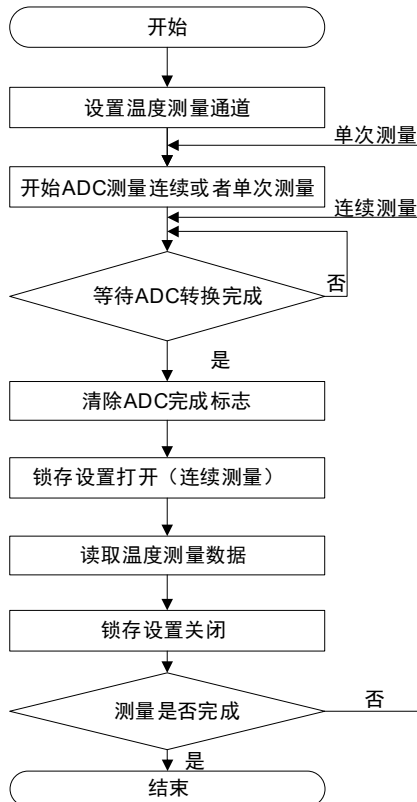 开始
设置温度测量通道
单次测量
开始ADC测量连续或者单次测量
连续测量
等待ADC转换完成
否
是
清除ADC完成标志
锁存设置打开（连续测量）
读取温度测量数据
锁存设置关闭
测量是否完成
否
是
结束